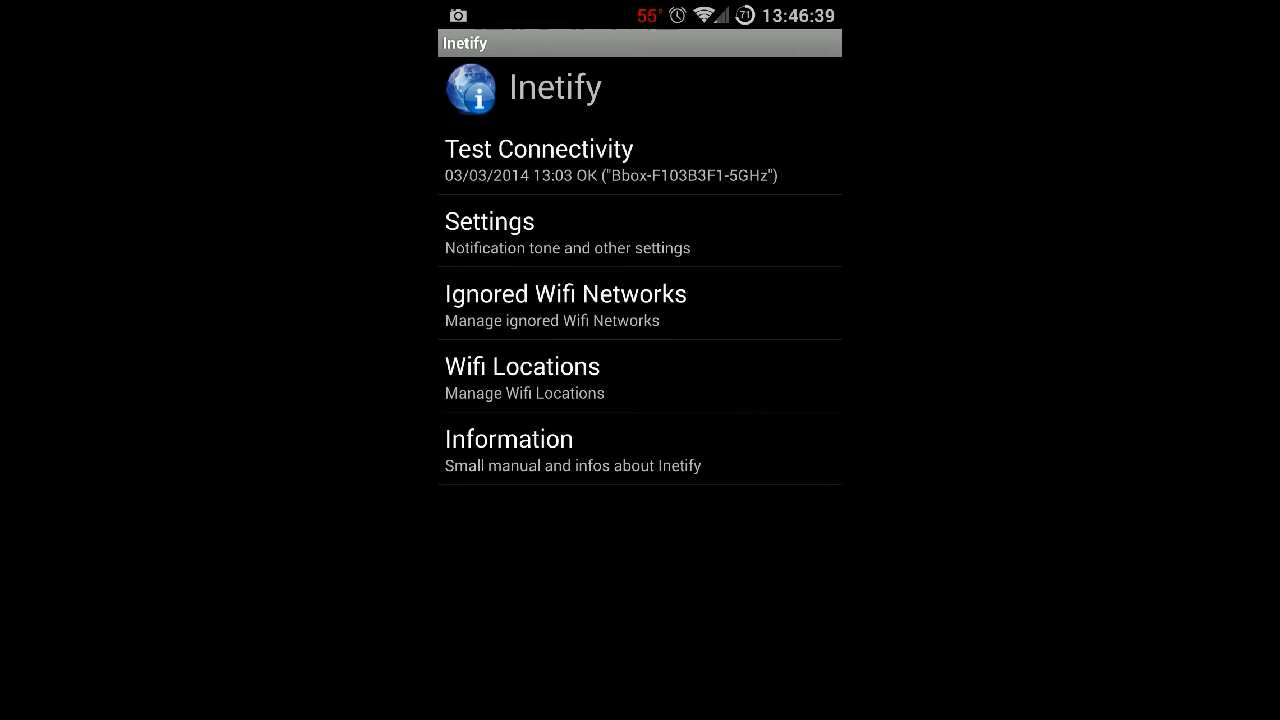 55° 71 13:46:39
Inetify
Inetify
Test Connectivity
03/03/2014 13:03 OK ("Bbox-F103B3F1-5GHz")
Settings
Notification tone and other settings
Ignored Wifi Networks
Manage ignored Wifi Networks
Wifi Locations
Manage Wifi Locations
Information
Small manual and infos about Inetify